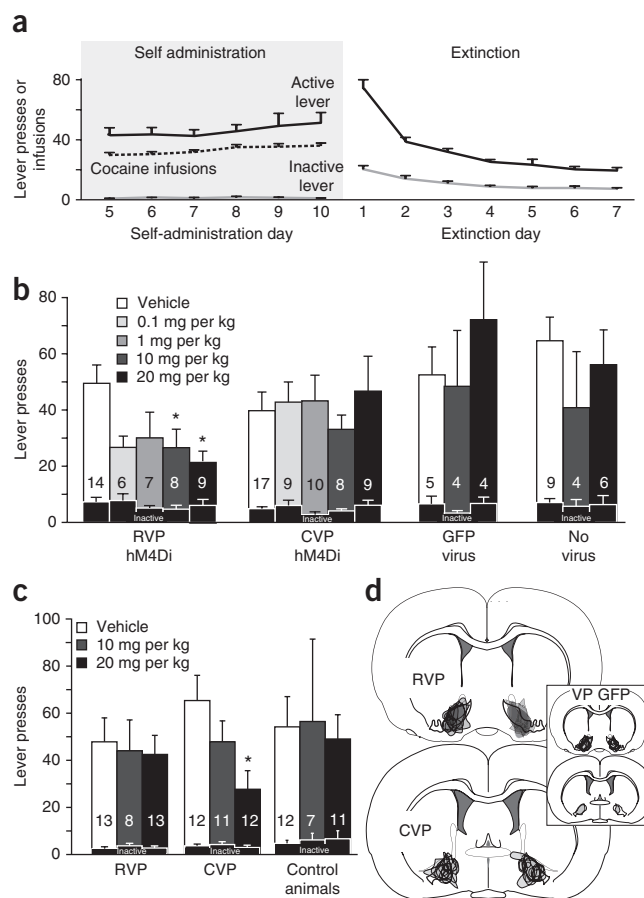 a
Self administration
Extinction
Lever presses or
infusions
80
40
0
Active
lever
Cocaine infusions
Inactive
lever
5 6 7 8 9 10
1 2 3 4 5 6 7
Self-administration day
Extinction day
b
Lever presses
80
60
40
20
0
Vehicle
0.1 mg per kg
1 mg per kg
10 mg per kg
20 mg per kg
* *
14 6 7 8 9
17 9 10 8 9
5 4 4
9 4 6
Inactive
Inactive
Inactive
Inactive
RVP
hM4Di
CVP
hM4Di
GFP
virus
No
virus
c
Lever presses
100
80
60
40
20
0
Vehicle
10 mg per kg
20 mg per kg
*
13 8 13
12 11 12
12 7 11
Inactive
Inactive
Inactive
RVP
CVP
Control
animals
d
RVP
VP GFP
CVP